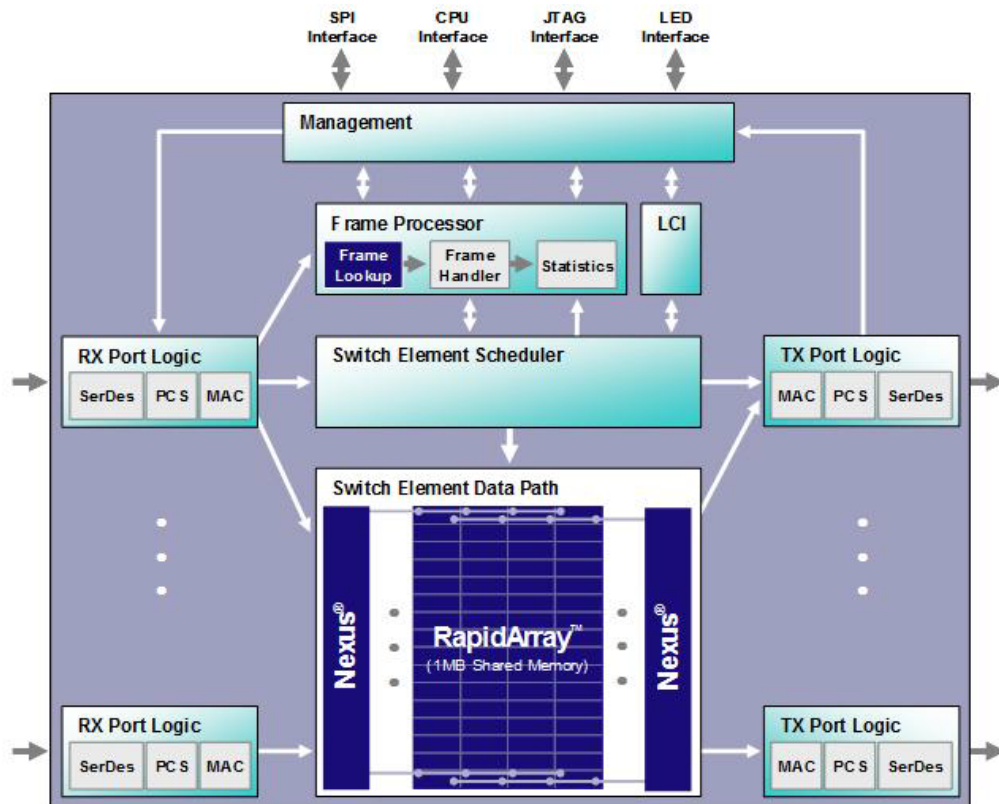 SPI
Interface
CPU
Interface
JTAG
Interface
LED
Interface
Management
Frame Processor
Frame
Lookup
Frame
Handler
Statistics
LCI
RX Port Logic
SerDes
PCS
MAC
Switch Element Scheduler
TX Port Logic
MAC
PCS
SerDes
Switch Element Data Path
Nexus®
RapidArray™
(1MB Shared Memory)
Nexus®
RX Port Logic
SerDes
PCS
MAC
TX Port Logic
MAC
PCS
SerDes